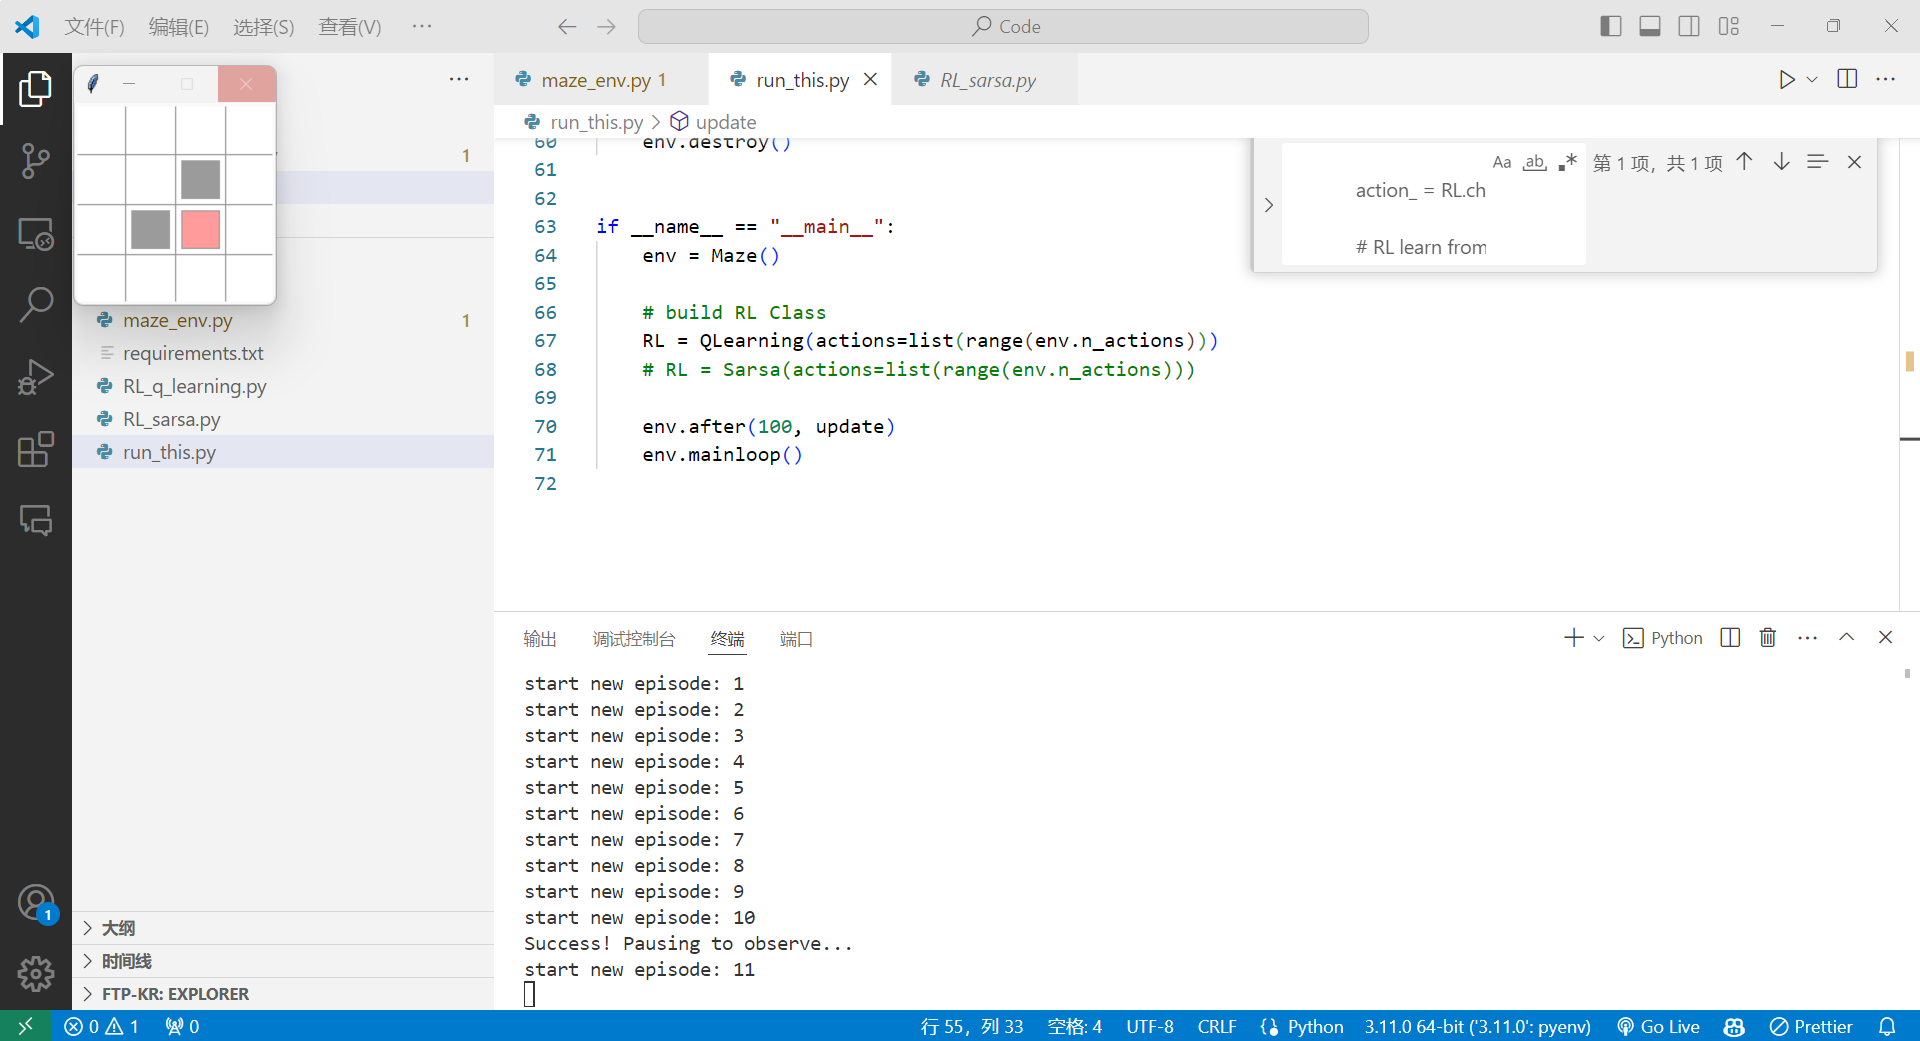 文件(F) 编辑(E) 选择(S) 查看(V) ··· Code
maze_env.py 1 run_this.py RL_sarsa.py
run_this.py > update
1
1
maze_env.py
requirements.txt
RL_q_learning.py
RL_sarsa.py
run_this.py
大纲
时间线
FTP-KR: EXPLORER
1
60 env.destroy()
61
62
63 if __name__ == "__main__":
64 env = Maze()
65
66 # build RL Class
67 RL = QLearning(actions=list(range(env.n_actions)))
68 # RL = Sarsa(actions=list(range(env.n_actions)))
69
70 env.after(100, update)
71 env.mainloop()
72
Aa ab .* 第 1 项，共 1 项
action_ = RL.ch
# RL learn from
输出 调试控制台 终端 端口 Python
start new episode: 1
start new episode: 2
start new episode: 3
start new episode: 4
start new episode: 5
start new episode: 6
start new episode: 7
start new episode: 8
start new episode: 9
start new episode: 10
Success! Pausing to observe...
start new episode: 11
0 1 0 行 55，列 33 空格: 4 UTF-8 CRLF Python 3.11.0 64-bit ('3.11.0': pyenv) Go Live Prettier